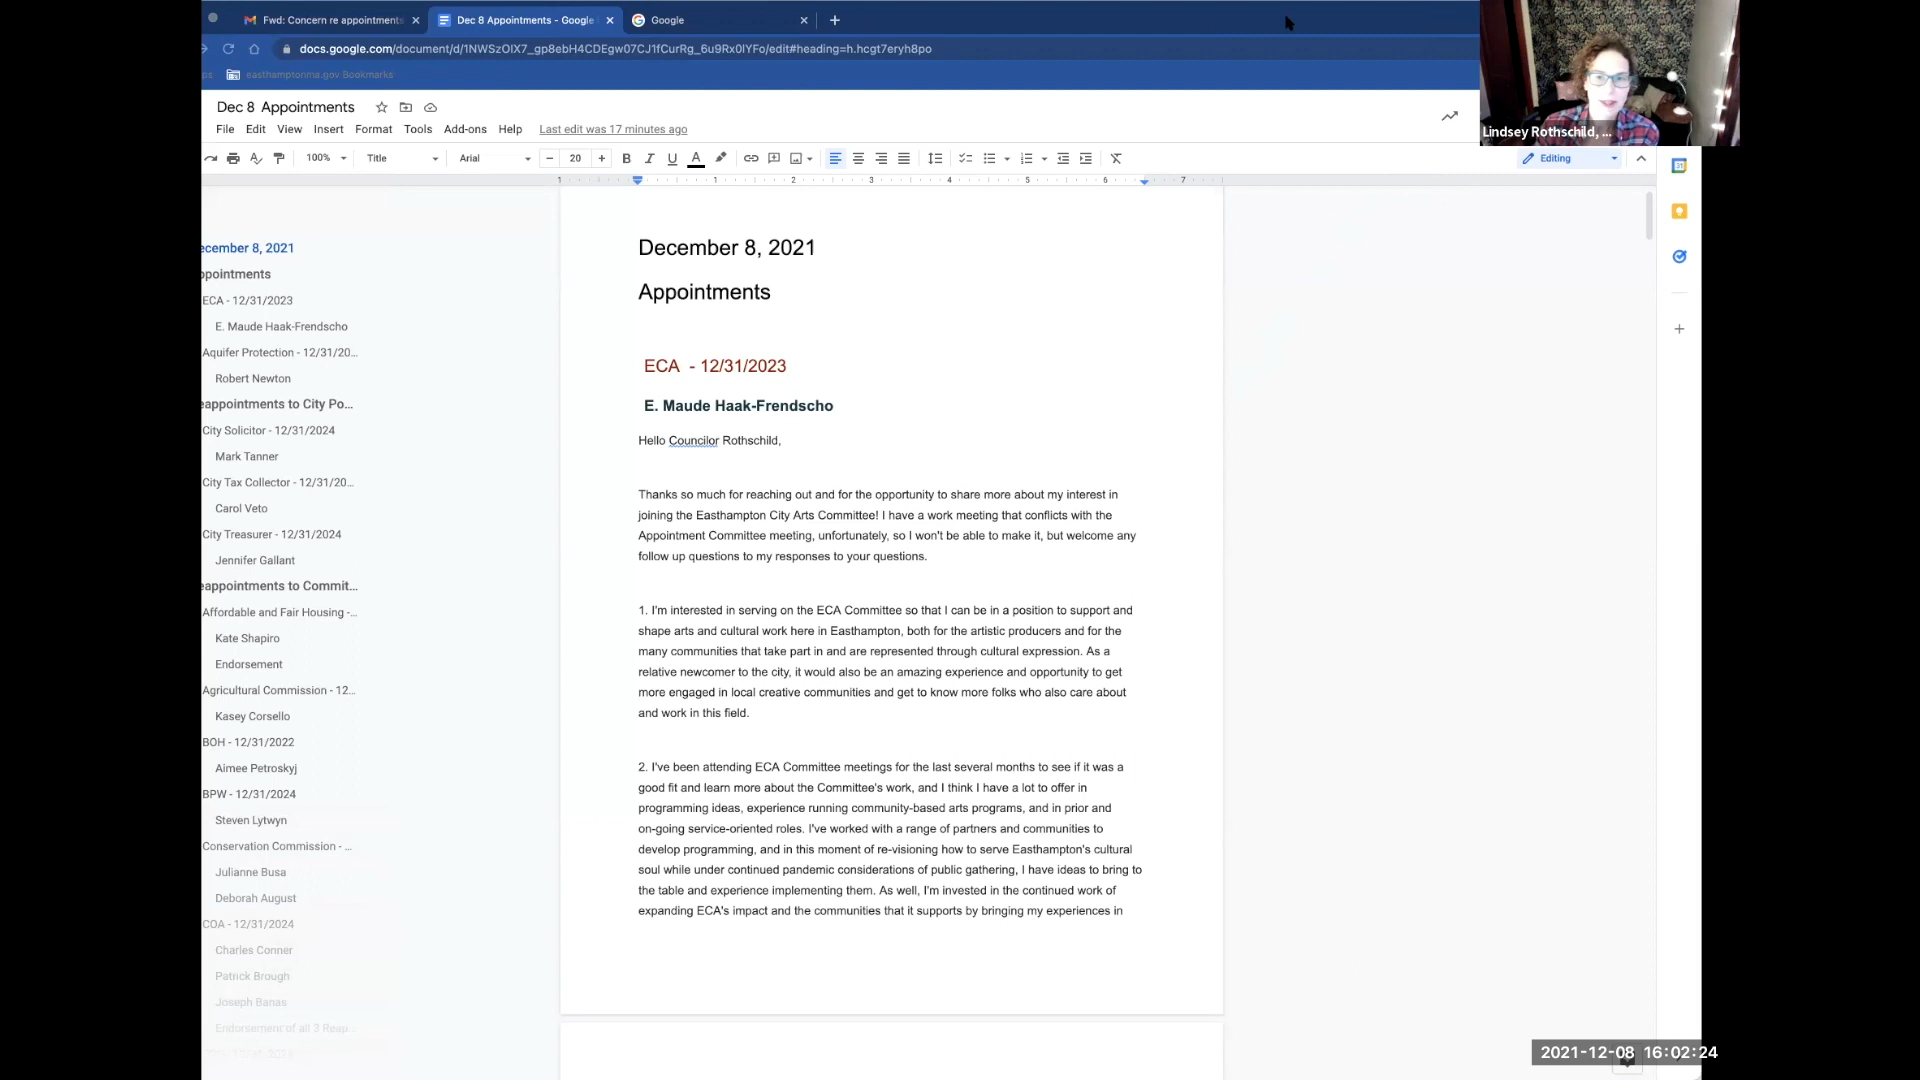 Fwd: Concern re appointments
Dec 8 Appointments - Google
Google
docs.google.com/document/d/1NWSzOIX7_gp8ebH4CDEgw07CJ1fCurRg_6u9Rx0lYFo/edit#heading=h.hcgt7eryh8po
easthamptonma.gov Bookmarks
Dec 8 Appointments
File Edit View Insert Format Tools Add-ons Help Last edit was 17 minutes ago
Lindsey Rothschild, ...
100% Title Arial 20 B I U A Editing
1 1 2 3 4 5 6 7
ecember 8, 2021
ppointments
ECA - 12/31/2023
E. Maude Haak-Frendscho
Aquifer Protection - 12/31/20...
Robert Newton
eappointments to City Po...
City Solicitor - 12/31/2024
Mark Tanner
City Tax Collector - 12/31/20...
Carol Veto
City Treasurer - 12/31/2024
Jennifer Gallant
eappointments to Commit...
Affordable and Fair Housing -...
Kate Shapiro
Endorsement
Agricultural Commission - 12...
Kasey Corsello
BOH - 12/31/2022
Aimee Petroskyj
BPW - 12/31/2024
Steven Lytwyn
Conservation Commission - ...
Julianne Busa
Deborah August
COA - 12/31/2024
Charles Conner
Patrick Brough
Joseph Banas
Endorsement of all 3 Reap...
December 8, 2021
Appointments
ECA - 12/31/2023
E. Maude Haak-Frendscho
Hello Councilor Rothschild,
Thanks so much for reaching out and for the opportunity to share more about my interest in
joining the Easthampton City Arts Committee! I have a work meeting that conflicts with the
Appointment Committee meeting, unfortunately, so I won't be able to make it, but welcome any
follow up questions to my responses to your questions.
1. I'm interested in serving on the ECA Committee so that I can be in a position to support and
shape arts and cultural work here in Easthampton, both for the artistic producers and for the
many communities that take part in and are represented through cultural expression. As a
relative newcomer to the city, it would also be an amazing experience and opportunity to get
more engaged in local creative communities and get to know more folks who also care about
and work in this field.
2. I've been attending ECA Committee meetings for the last several months to see if it was a
good fit and learn more about the Committee's work, and I think I have a lot to offer in
programming ideas, experience running community-based arts programs, and in prior and
on-going service-oriented roles. I've worked with a range of partners and communities to
develop programming, and in this moment of re-visioning how to serve Easthampton's cultural
soul while under continued pandemic considerations of public gathering, I have ideas to bring to
the table and experience implementing them. As well, I'm invested in the continued work of
expanding ECA's impact and the communities that it supports by bringing my experiences in
2021-12-08 16:02:24